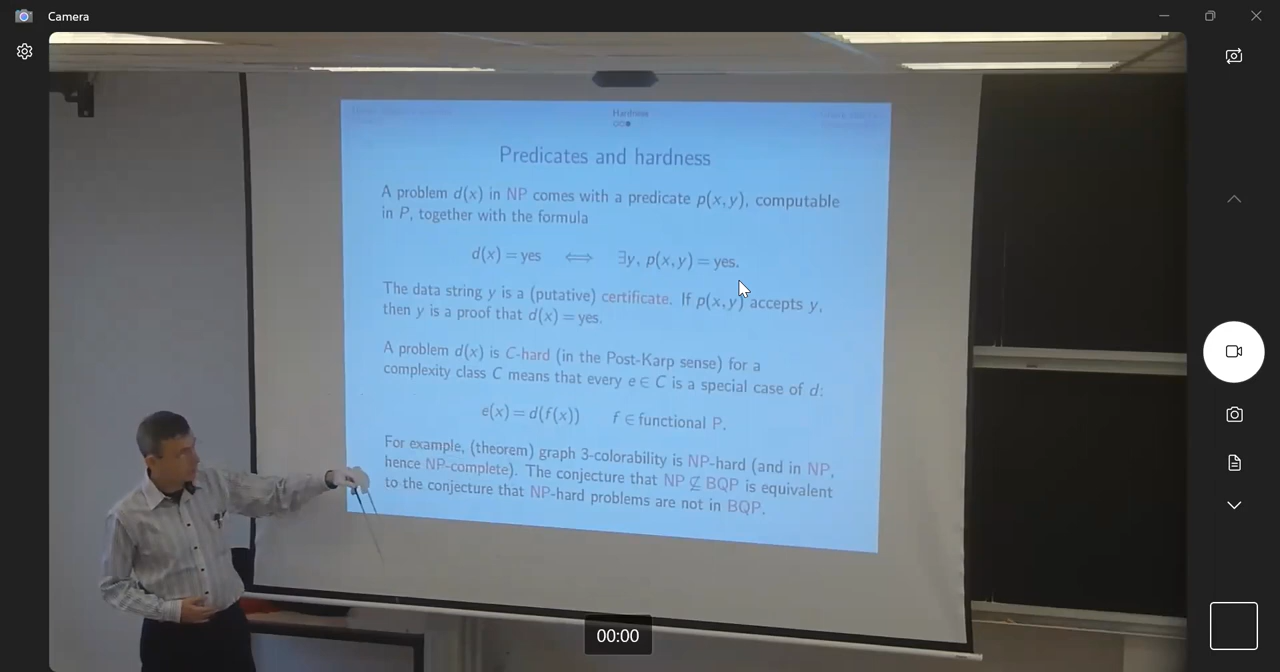 Camera
Hardness
Predicates and hardness
A problem d(x) in NP comes with a predicate p(x,y), computable
in P, together with the formula
d(x) = yes ⟺ ∃y, p(x,y) = yes.
The data string y is a (putative) certificate. If p(x,y) accepts y,
then y is a proof that d(x) = yes.
A problem d(x) is C-hard (in the Post-Karp sense) for a
complexity class C means that every e ∈ C is a special case of d:
e(x) = d(f(x)) f ∈ functional P.
For example, (theorem) graph 3-colorability is NP-hard (and in NP,
hence NP-complete). The conjecture that NP ⊈ BQP is equivalent
to the conjecture that NP-hard problems are not in BQP.
00:00